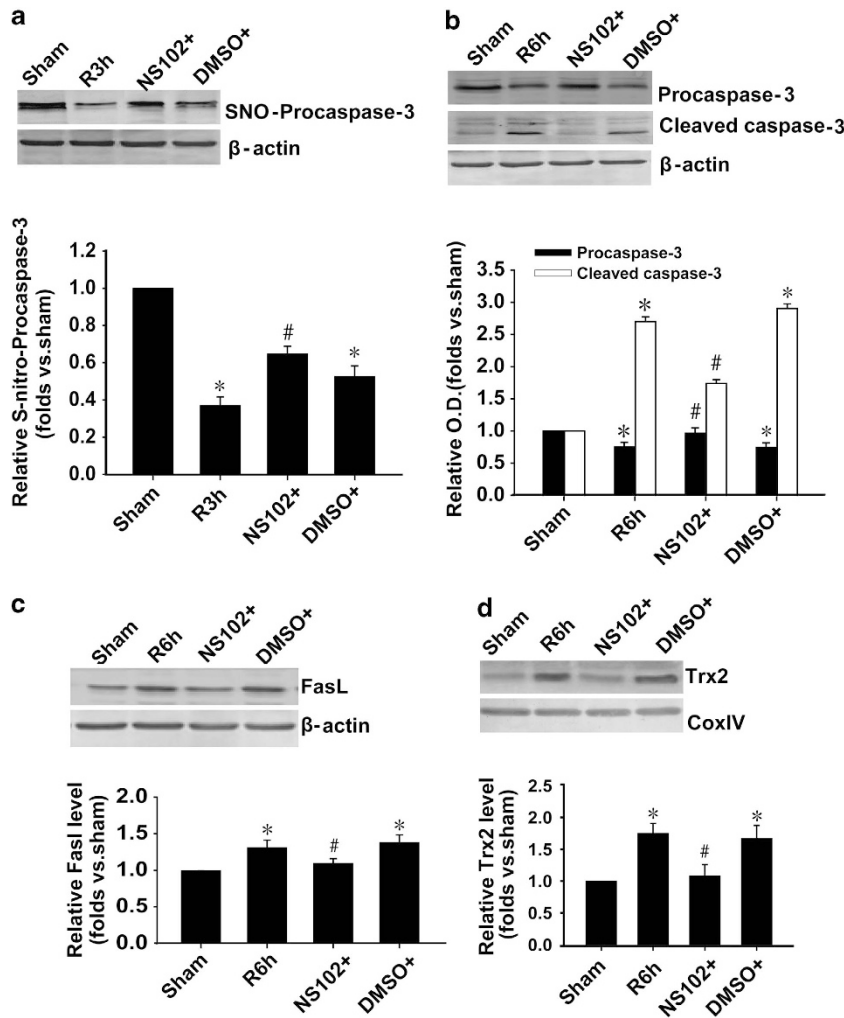 a
Sham R3h NS102+ DMSO+
SNO-Procaspase-3
β-actin
Relative S-nitro-Procaspase-3
(folds vs.sham)
1.2
1.0
0.8
0.6
0.4
0.2
0.0
*
#
*
Sham R3h NS102+ DMSO+
b
Sham R6h NS102+ DMSO+
Procaspase-3
Cleaved caspase-3
β-actin
Relative O.D.(folds vs.sham)
Procaspase-3
Cleaved caspase-3
3.5
3.0
2.5
2.0
1.5
1.0
0.5
0.0
* * # # * *
Sham R6h NS102+ DMSO+
c
Sham R6h NS102+ DMSO+
FasL
β-actin
Relative Fasl level
(folds vs.sham)
2.0
1.5
1.0
0.5
0.0
* # *
Sham R6h NS102+ DMSO+
d
Sham R6h NS102+ DMSO+
Trx2
CoxIV
Relative Trx2 level
(folds vs.sham)
2.5
2.0
1.5
1.0
0.5
0.0
* # *
Sham R6h NS102+ DMSO+